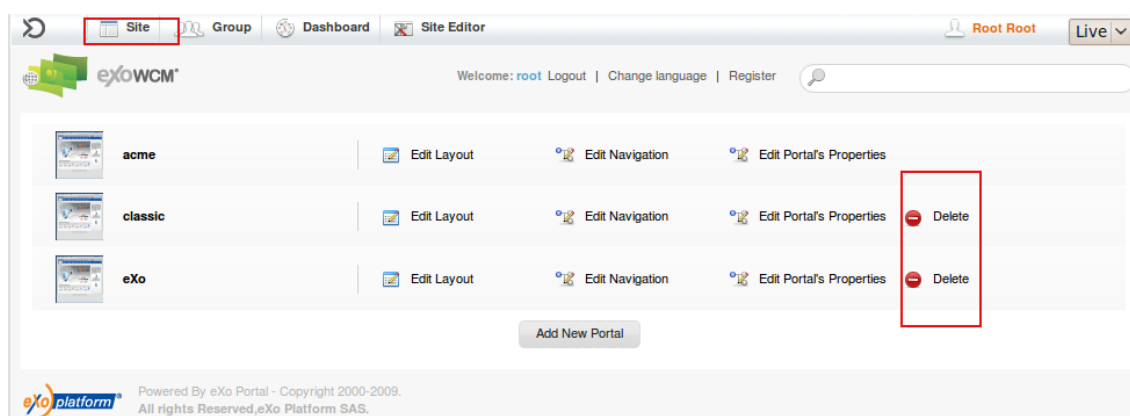 Site Group Dashboard Site Editor Root Root Live
eXoWCM Welcome: root Logout | Change language | Register
acme Edit Layout Edit Navigation Edit Portal's Properties
classic Edit Layout Edit Navigation Edit Portal's Properties Delete
eXo Edit Layout Edit Navigation Edit Portal's Properties Delete
Add New Portal
eXo platform Powered By eXo Portal - Copyright 2000-2009.
All rights Reserved,eXo Platform SAS.